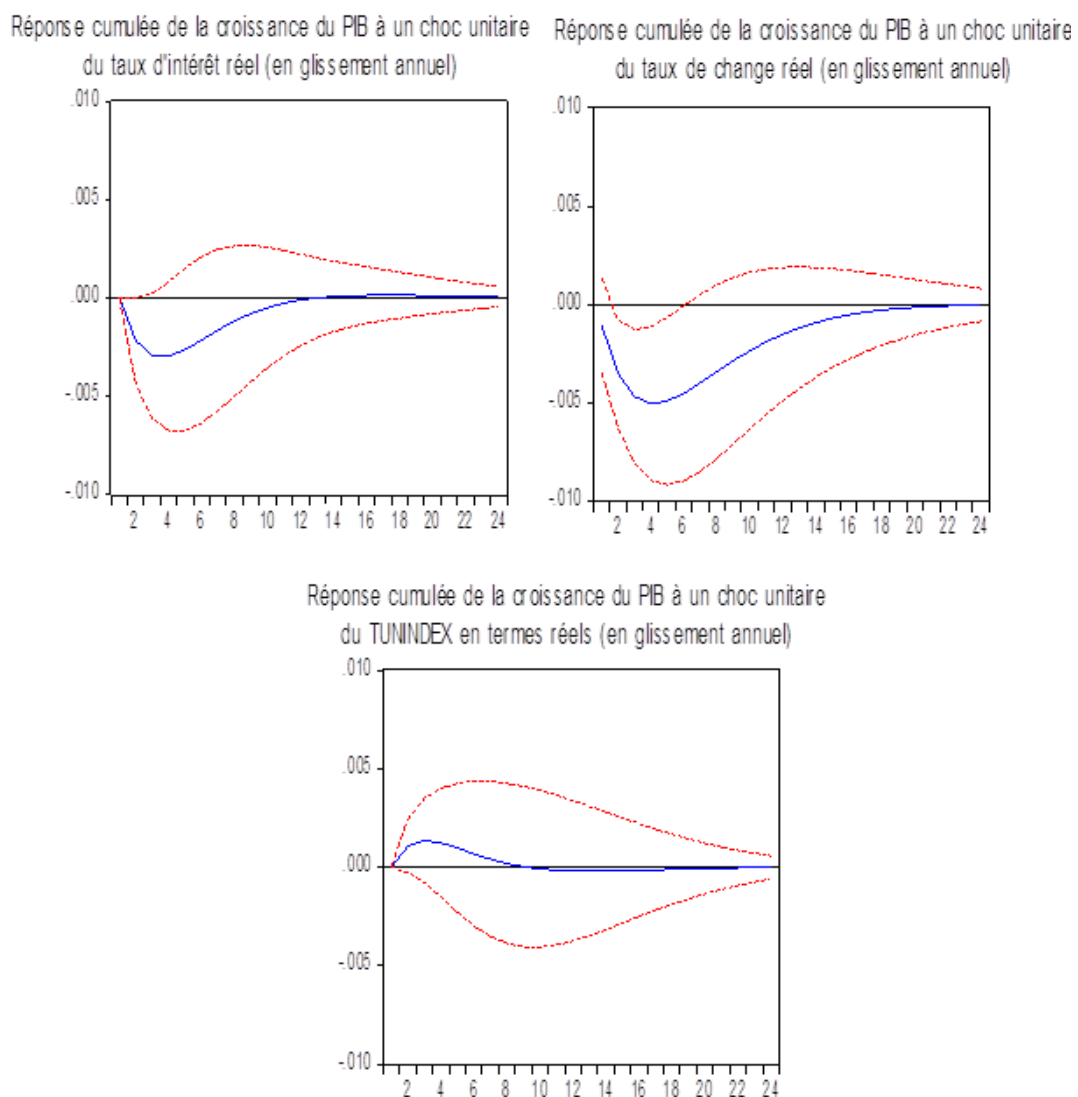 Réponse cumulée de la croissance du PIB à un choc unitaire
du taux d'intérêt réel (en glissement annuel)
.010
.005
.000
-.005
-.010
2 4 6 8 10 12 14 16 18 20 22 24
Réponse cumulée de la croissance du PIB à un choc unitaire
du taux de change réel (en glissement annuel)
.010
.005
.000
-.005
-.010
2 4 6 8 10 12 14 16 18 20 22 24
Réponse cumulée de la croissance du PIB à un choc unitaire
du TUNINDEX en termes réels (en glissement annuel)
.010
.005
.000
-.005
-.010
2 4 6 8 10 12 14 16 18 20 22 24